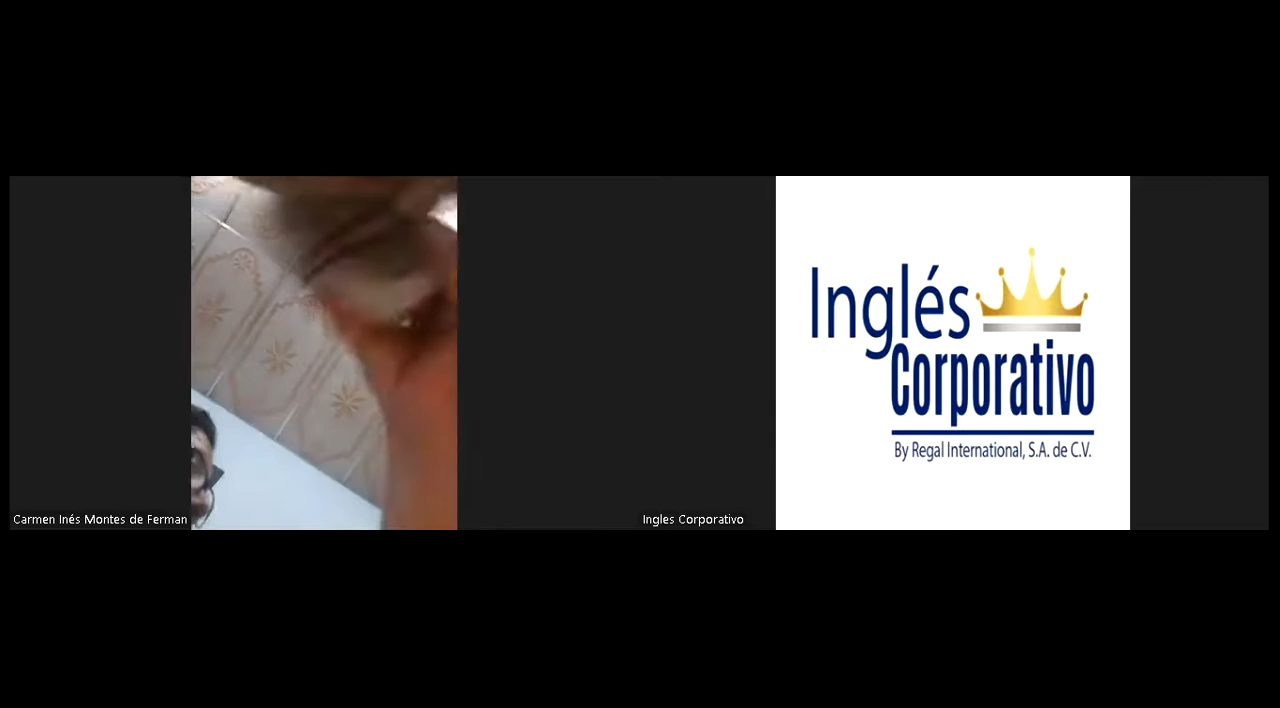 Inglés
Corporativo
By Regal International, S.A. de C.V.
Carmen Inés Montes de Ferman
Ingles Corporativo